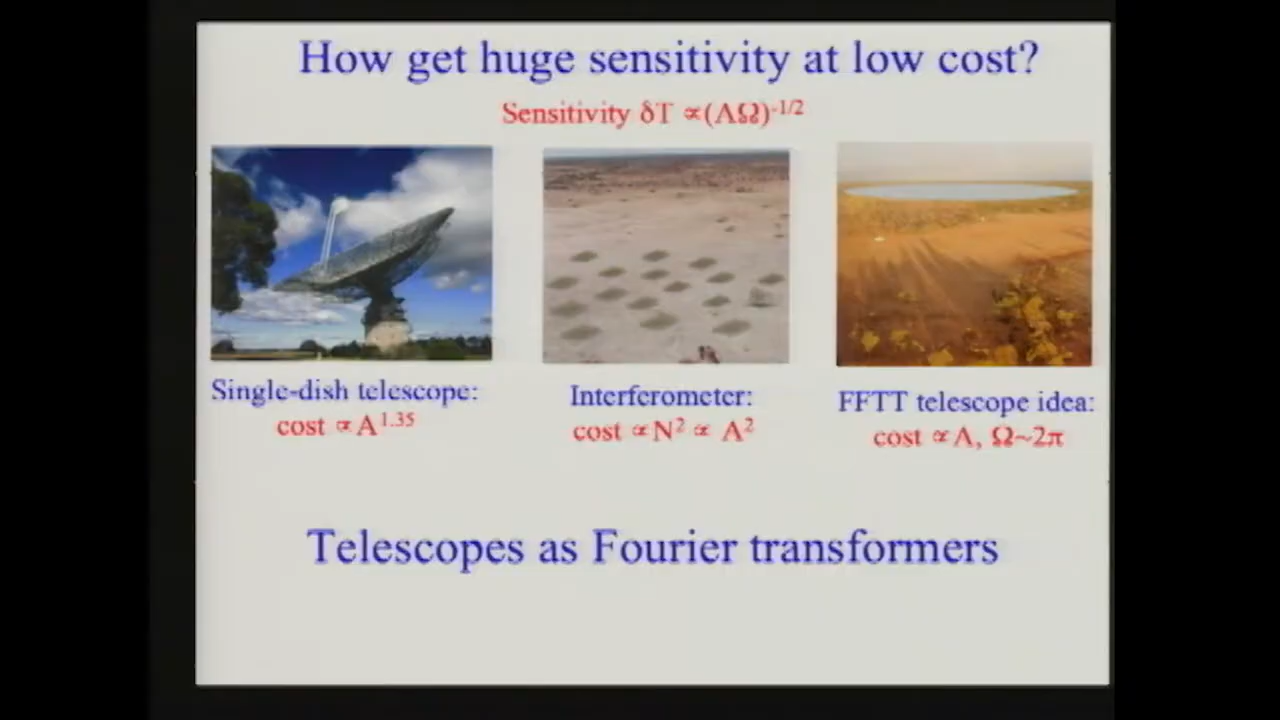 How get huge sensitivity at low cost?
Sensitivity δT ∝(AΩ)^-1/2
Single-dish telescope:
cost ∝A^1.35
Interferometer:
cost ∝N^2 ∝ A^2
FFTT telescope idea:
cost ∝A, Ω~2π
Telescopes as Fourier transformers